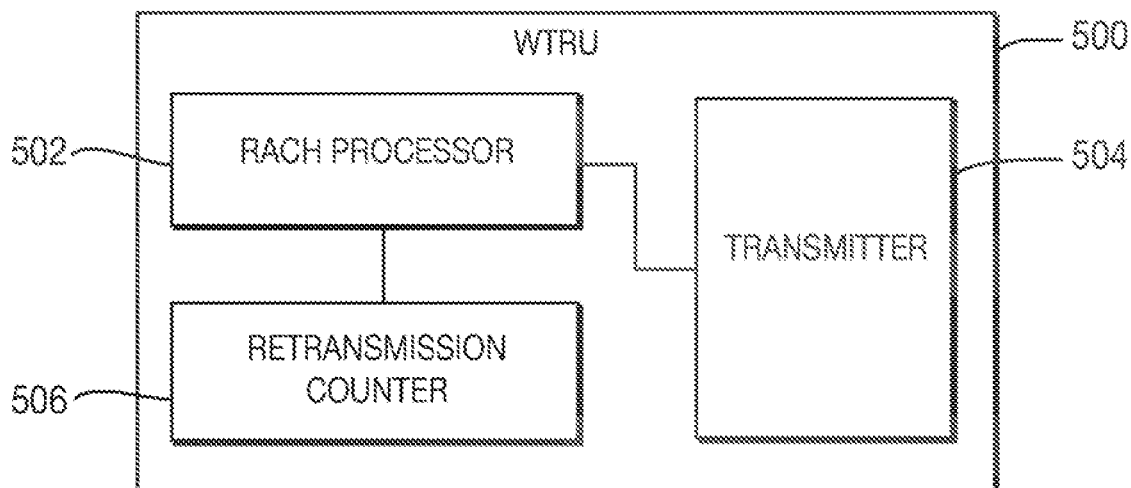 WTRU
500
502
RACH PROCESSOR
504
TRANSMITTER
RETRANSMISSION
COUNTER
506